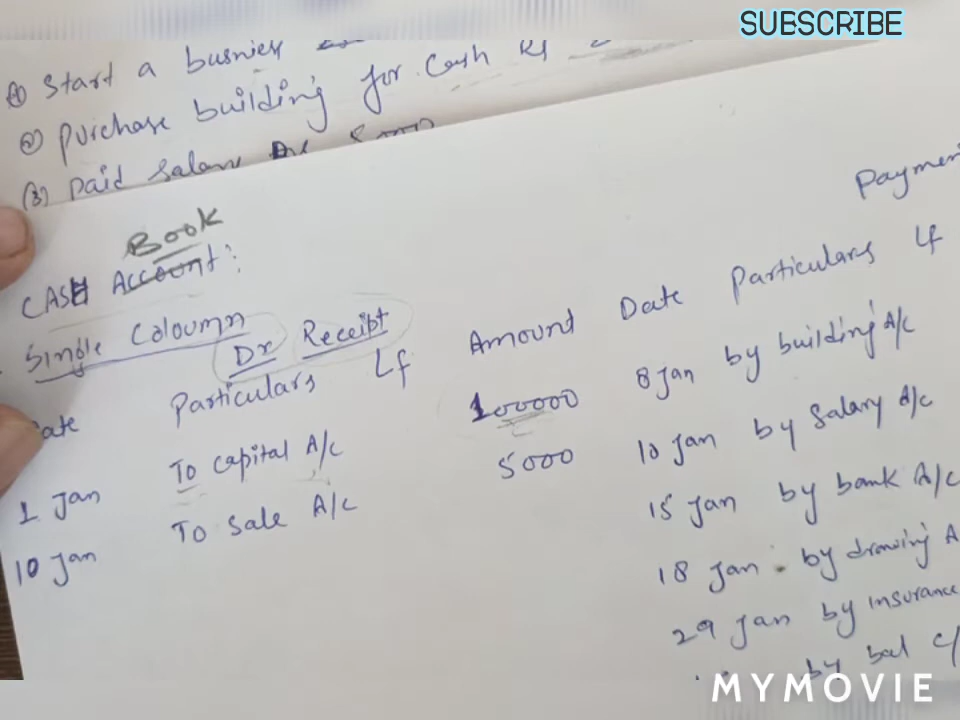 SUBSCRIBE
① Start a busniess
② purchase building for cash Rs
③ paid salary 5000
Payment
Book
CASH Account:
Single Coloumn
Dr Receipt
Date Particulars Lf Amount Date Particulars Lf
1 Jan To capital A/c 100000 8 Jan by building A/c
10 Jan To Sale A/c 5000 10 Jan by Salary A/c
15 Jan by bank A/c
18 Jan by drawing A
29 Jan by insurance
by bal c/
MYMOVIE